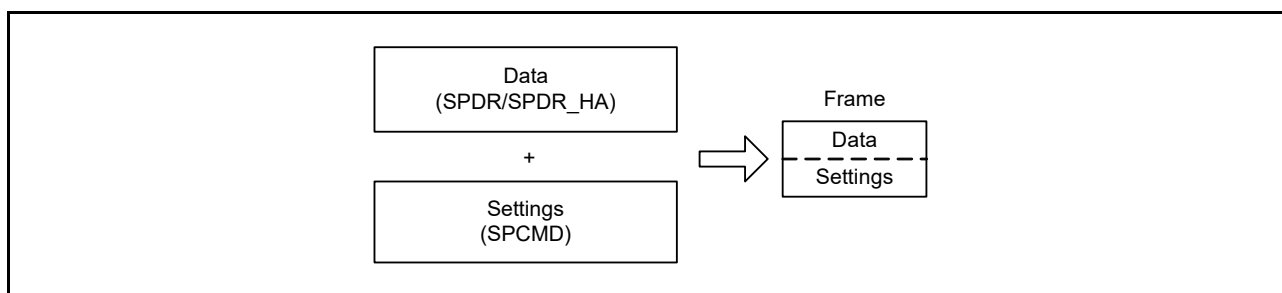 Data
(SPDR/SPDR_HA)
+
Settings
(SPCMD)
Frame
Data
Settings